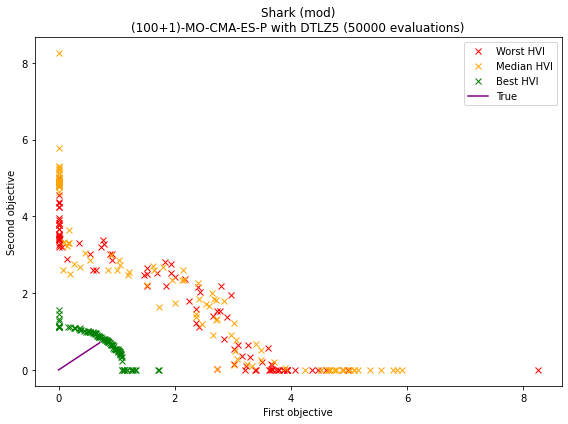 Shark (mod)
(100+1)-MO-CMA-ES-P with DTLZ5 (50000 evaluations)
Worst HVI
Median HVI
Best HVI
True
Second objective
8
6
4
2
0
0
2
4
6
8
First objective